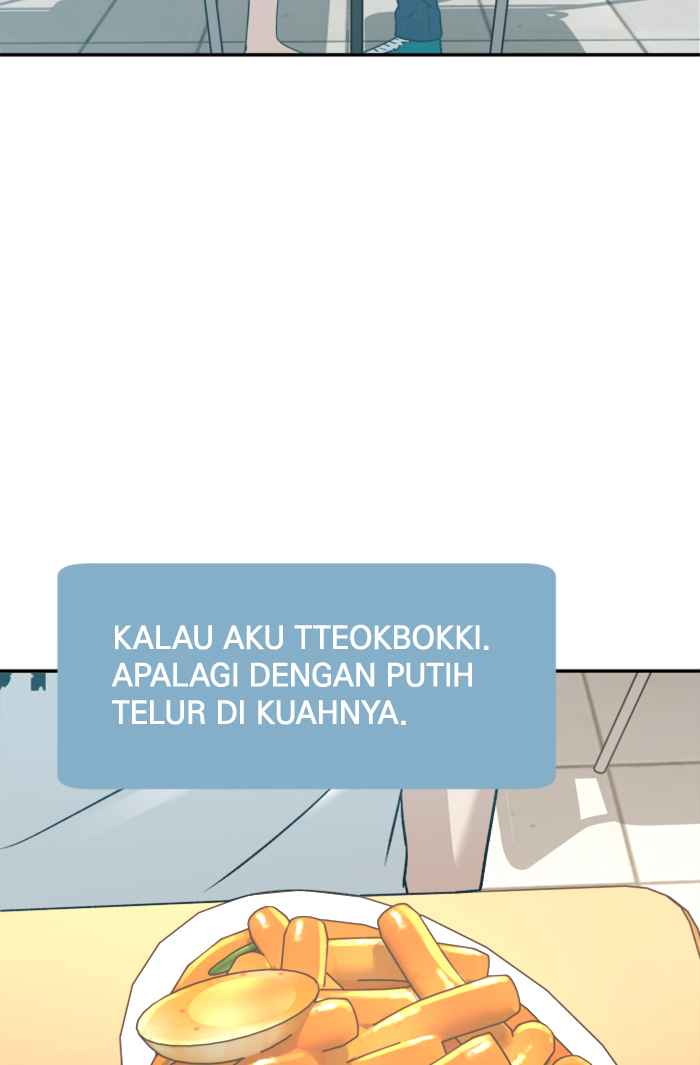 KALAU AKU TTEOKBOKKI.
APALAGI DENGAN PUTIH
TELUR DI KUAHNYA.